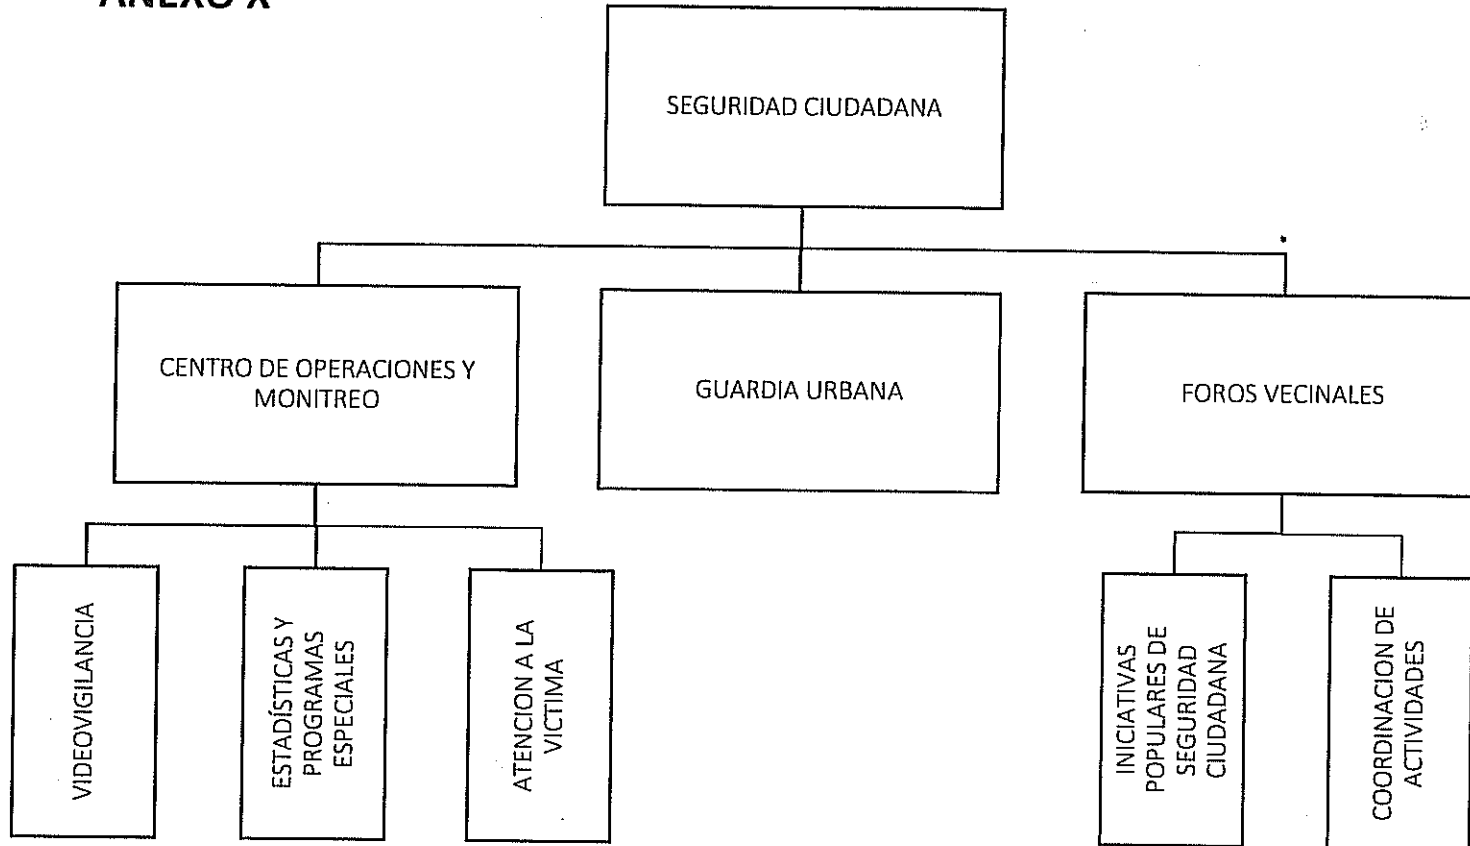 ANEXO X
SEGURIDAD CIUDADANA
CENTRO DE OPERACIONES Y
MONITREO
GUARDIA URBANA
FOROS VECINALES
VIDEOVIGILANCIA
ESTADÍSTICAS Y
PROGRAMAS
ESPECIALES
ATENCION A LA
VICTIMA
INICIATIVAS
POPULARES DE
SEGURIDAD
CIUDADANA
COORDINACION DE
ACTIVIDADES